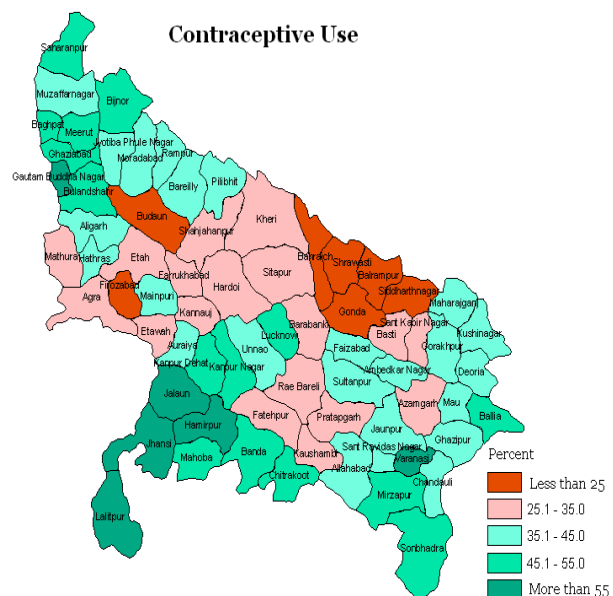 Contraceptive Use
Saharanpur
Muzaffarnagar
Bijnor
Baghpat
Meerut
Jyotiba Phule Nagar
Rampur
Ghaziabad
Moradabad
Gautam Buddha Nagar
Bareilly
Pilibhit
Bulandshahr
Budaun
Kheri
Aligarh
Shahjahanpur
Hathras
Mathura
Etah
Bahraich
Shrawasti
Farrukhabad
Sitapur
Balrampur
Firozabad
Hardoi
Siddharthnagar
Agra
Mainpuri
Maharajganj
Kannauj
Gonda
Barabanki
Sant Kabir Nagar
Etawah
Basti
Kushinagar
Auraiya
Unnao
Lucknow
Faizabad
Gorakhpur
Kanpur Dehat
Kanpur Nagar
Ambedkar Nagar
Deoria
Sultanpur
Rae Bareli
Jalaun
Azamgarh
Mau
Fatehpur
Pratapgarh
Ballia
Hamirpur
Jaunpur
Jhansi
Sant Ravidas Nagar
Ghazipur
Mahoba
Banda
Kaushambi
Varanasi
Chitrakoot
Allahabad
Chandauli
Mirzapur
Lalitpur
Sonbhadra
Percent
Less than 25
25.1 - 35.0
35.1 - 45.0
45.1 - 55.0
More than 55